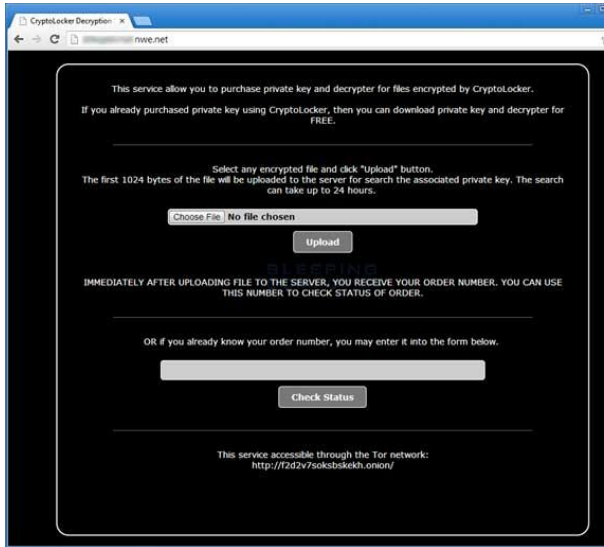 CryptoLocker Decryption
nwe.net
This service allow you to purchase private key and decrypter for files encrypted by CryptoLocker.
If you already purchased private key using CryptoLocker, then you can download private key and decrypter for
FREE.
Select any encrypted file and click "Upload" button.
The first 1024 bytes of the file will be uploaded to the server for search the associated private key. The search
can take up to 24 hours.
Choose File No file chosen
Upload
BLEEPING
IMMEDIATELY AFTER UPLOADING FILE TO THE SERVER, YOU RECEIVE YOUR ORDER NUMBER. YOU CAN USE
THIS NUMBER TO CHECK STATUS OF ORDER.
OR if you already know your order number, you may enter it into the form below.
Check Status
This service accessible through the Tor network:
http://f2d2v7soksbskekh.onion/